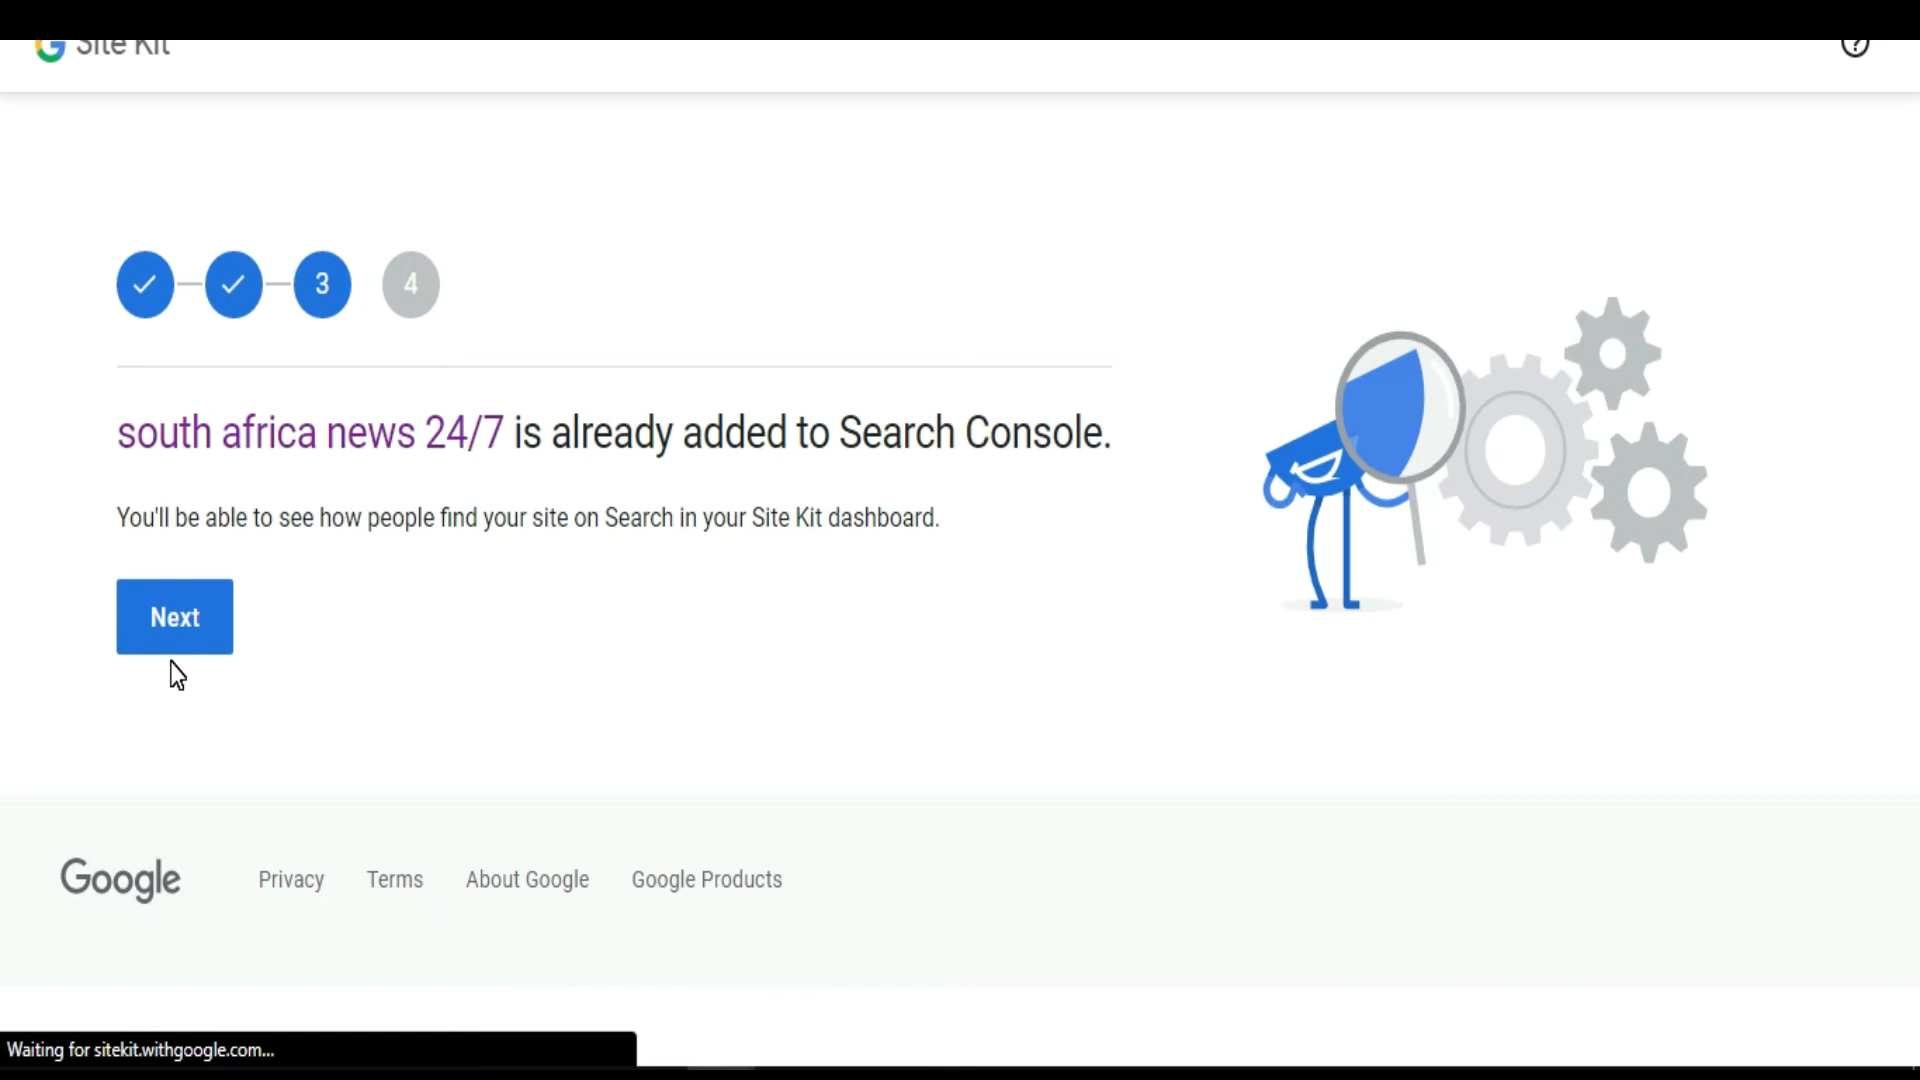 Site Kit
3
4
south africa news 24/7 is already added to Search Console.
You'll be able to see how people find your site on Search in your Site Kit dashboard.
Next
Google
Privacy
Terms
About Google
Google Products
Waiting for sitekit.withgoogle.com...